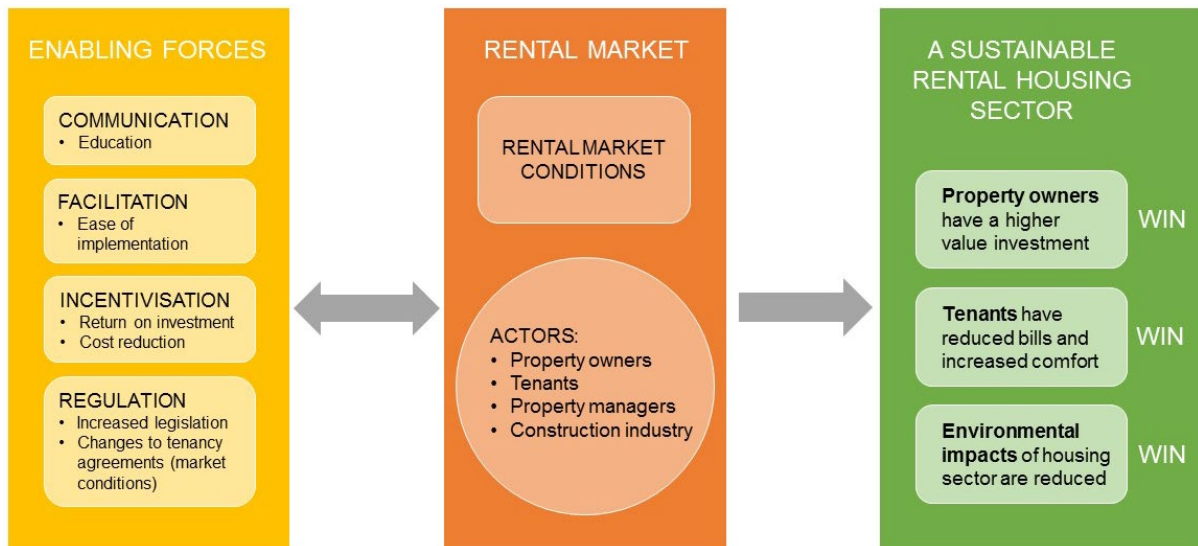 ENABLING FORCES
COMMUNICATION
• Education
FACILITATION
• Ease of
implementation
INCENTIVISATION
• Return on investment
• Cost reduction
REGULATION
• Increased legislation
• Changes to tenancy
agreements (market
conditions)
RENTAL MARKET
RENTAL MARKET
CONDITIONS
ACTORS:
• Property owners
• Tenants
• Property managers
• Construction industry
A SUSTAINABLE
RENTAL HOUSING
SECTOR
Property owners
have a higher
value investment
WIN
Tenants have
reduced bills and
increased comfort
WIN
Environmental
impacts of housing
sector are reduced
WIN